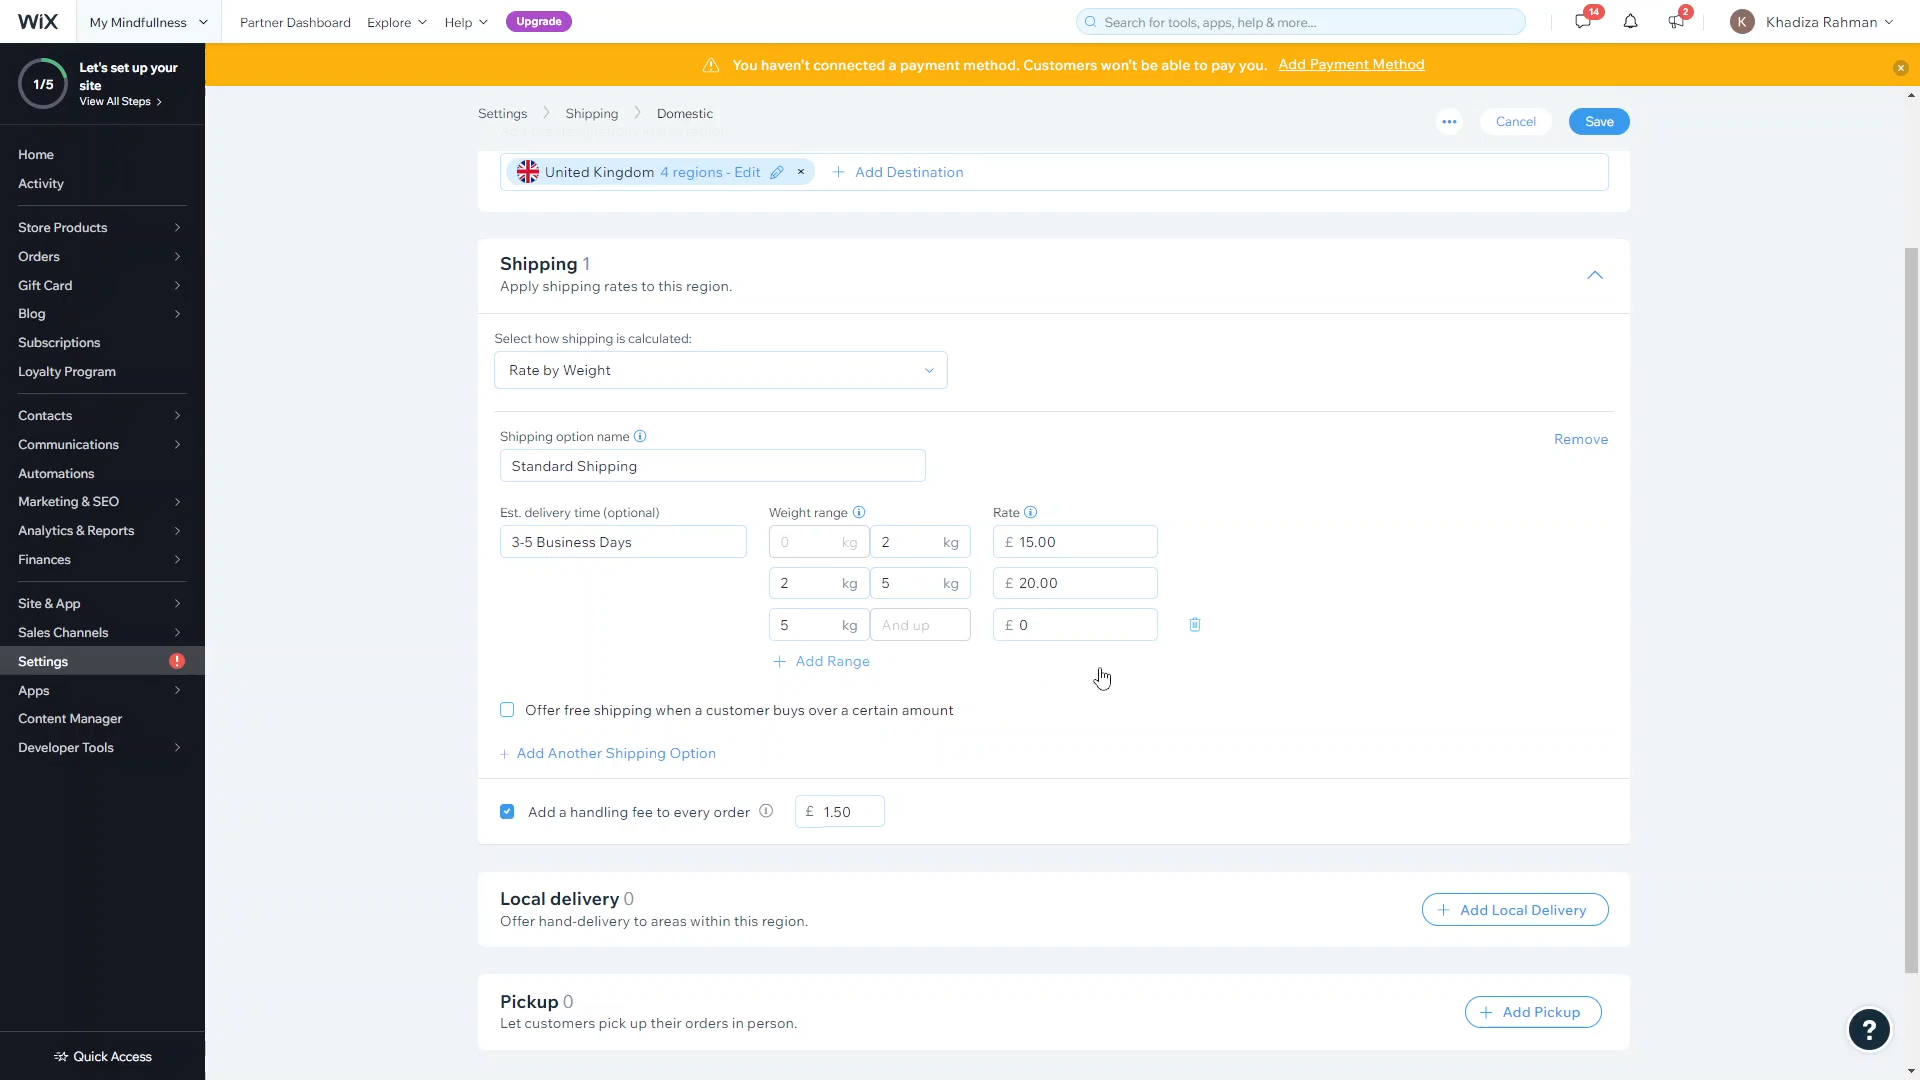 WiX My Mindfullness Partner Dashboard Explore Help Upgrade Search for tools, apps, help & more... 14 2 K Khadiza Rahman
1/5 Let's set up your site
View All Steps
You haven't connected a payment method. Customers won't be able to pay you. Add Payment Method
Home
Activity
Store Products
Orders
Gift Card
Blog
Subscriptions
Loyalty Program
Contacts
Communications
Automations
Marketing & SEO
Analytics & Reports
Finances
Site & App
Sales Channels
Settings
Apps
Content Manager
Developer Tools
Quick Access
Settings Shipping Domestic
Cancel Save
United Kingdom 4 regions - Edit × + Add Destination
Shipping 1
Apply shipping rates to this region.
Select how shipping is calculated:
Rate by Weight
Shipping option name
Remove
Standard Shipping
Est. delivery time (optional) Weight range Rate
3-5 Business Days 0 kg 2 kg £ 15.00
2 kg 5 kg £ 20.00
5 kg And up £ 0
+ Add Range
Offer free shipping when a customer buys over a certain amount
+ Add Another Shipping Option
Add a handling fee to every order £ 1.50
Local delivery 0
Offer hand-delivery to areas within this region.
+ Add Local Delivery
Pickup 0
Let customers pick up their orders in person.
+ Add Pickup
?